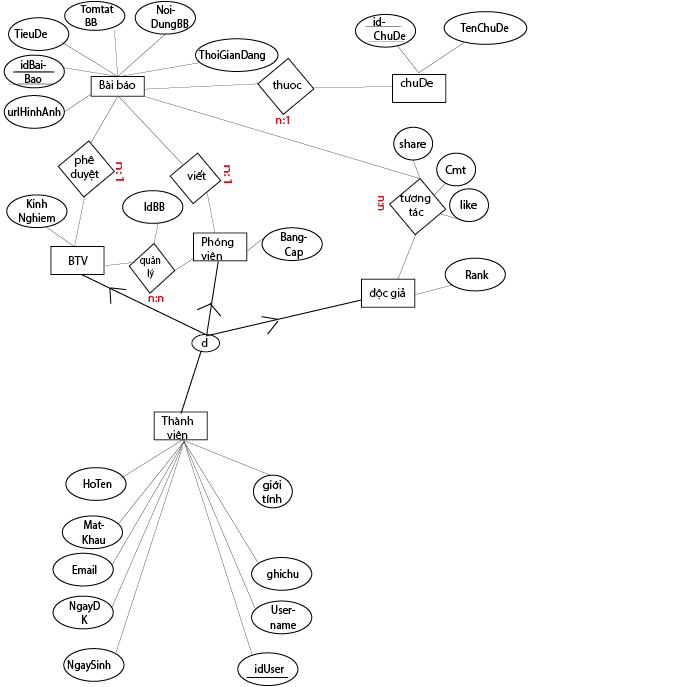 Tomtat
BB
Noi-
DungBB
TieuDe
id-
ChuDe
TenChuDe
ThoiGianDang
idBai-
Bao
Bài báo
thuoc
chuDe
urlHinhAnh
n:1
share
phê
duyệt
n:1
viết
n:1
Cmt
tương
tác
n:n
like
Kinh
Nghiem
IdBB
Phóng
viên
Bang-
Cap
BTV
quản
lý
n:n
Rank
dộc giả
d
Thành
viên
HoTen
giới
tính
Mat-
Khau
Email
ghichu
NgayD
K
User-
name
NgaySinh
idUser